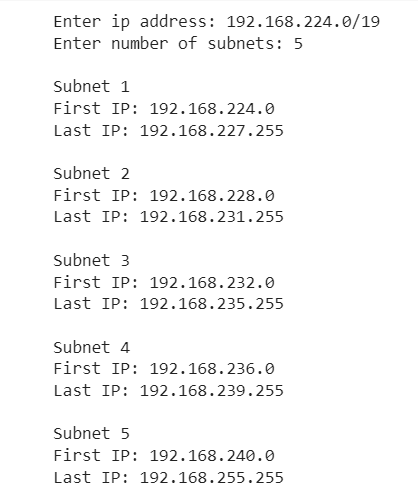 Enter ip address: 192.168.224.0/19
Enter number of subnets: 5
Subnet 1
First IP: 192.168.224.0
Last IP: 192.168.227.255
Subnet 2
First IP: 192.168.228.0
Last IP: 192.168.231.255
Subnet 3
First IP: 192.168.232.0
Last IP: 192.168.235.255
Subnet 4
First IP: 192.168.236.0
Last IP: 192.168.239.255
Subnet 5
First IP: 192.168.240.0
Last IP: 192.168.255.255